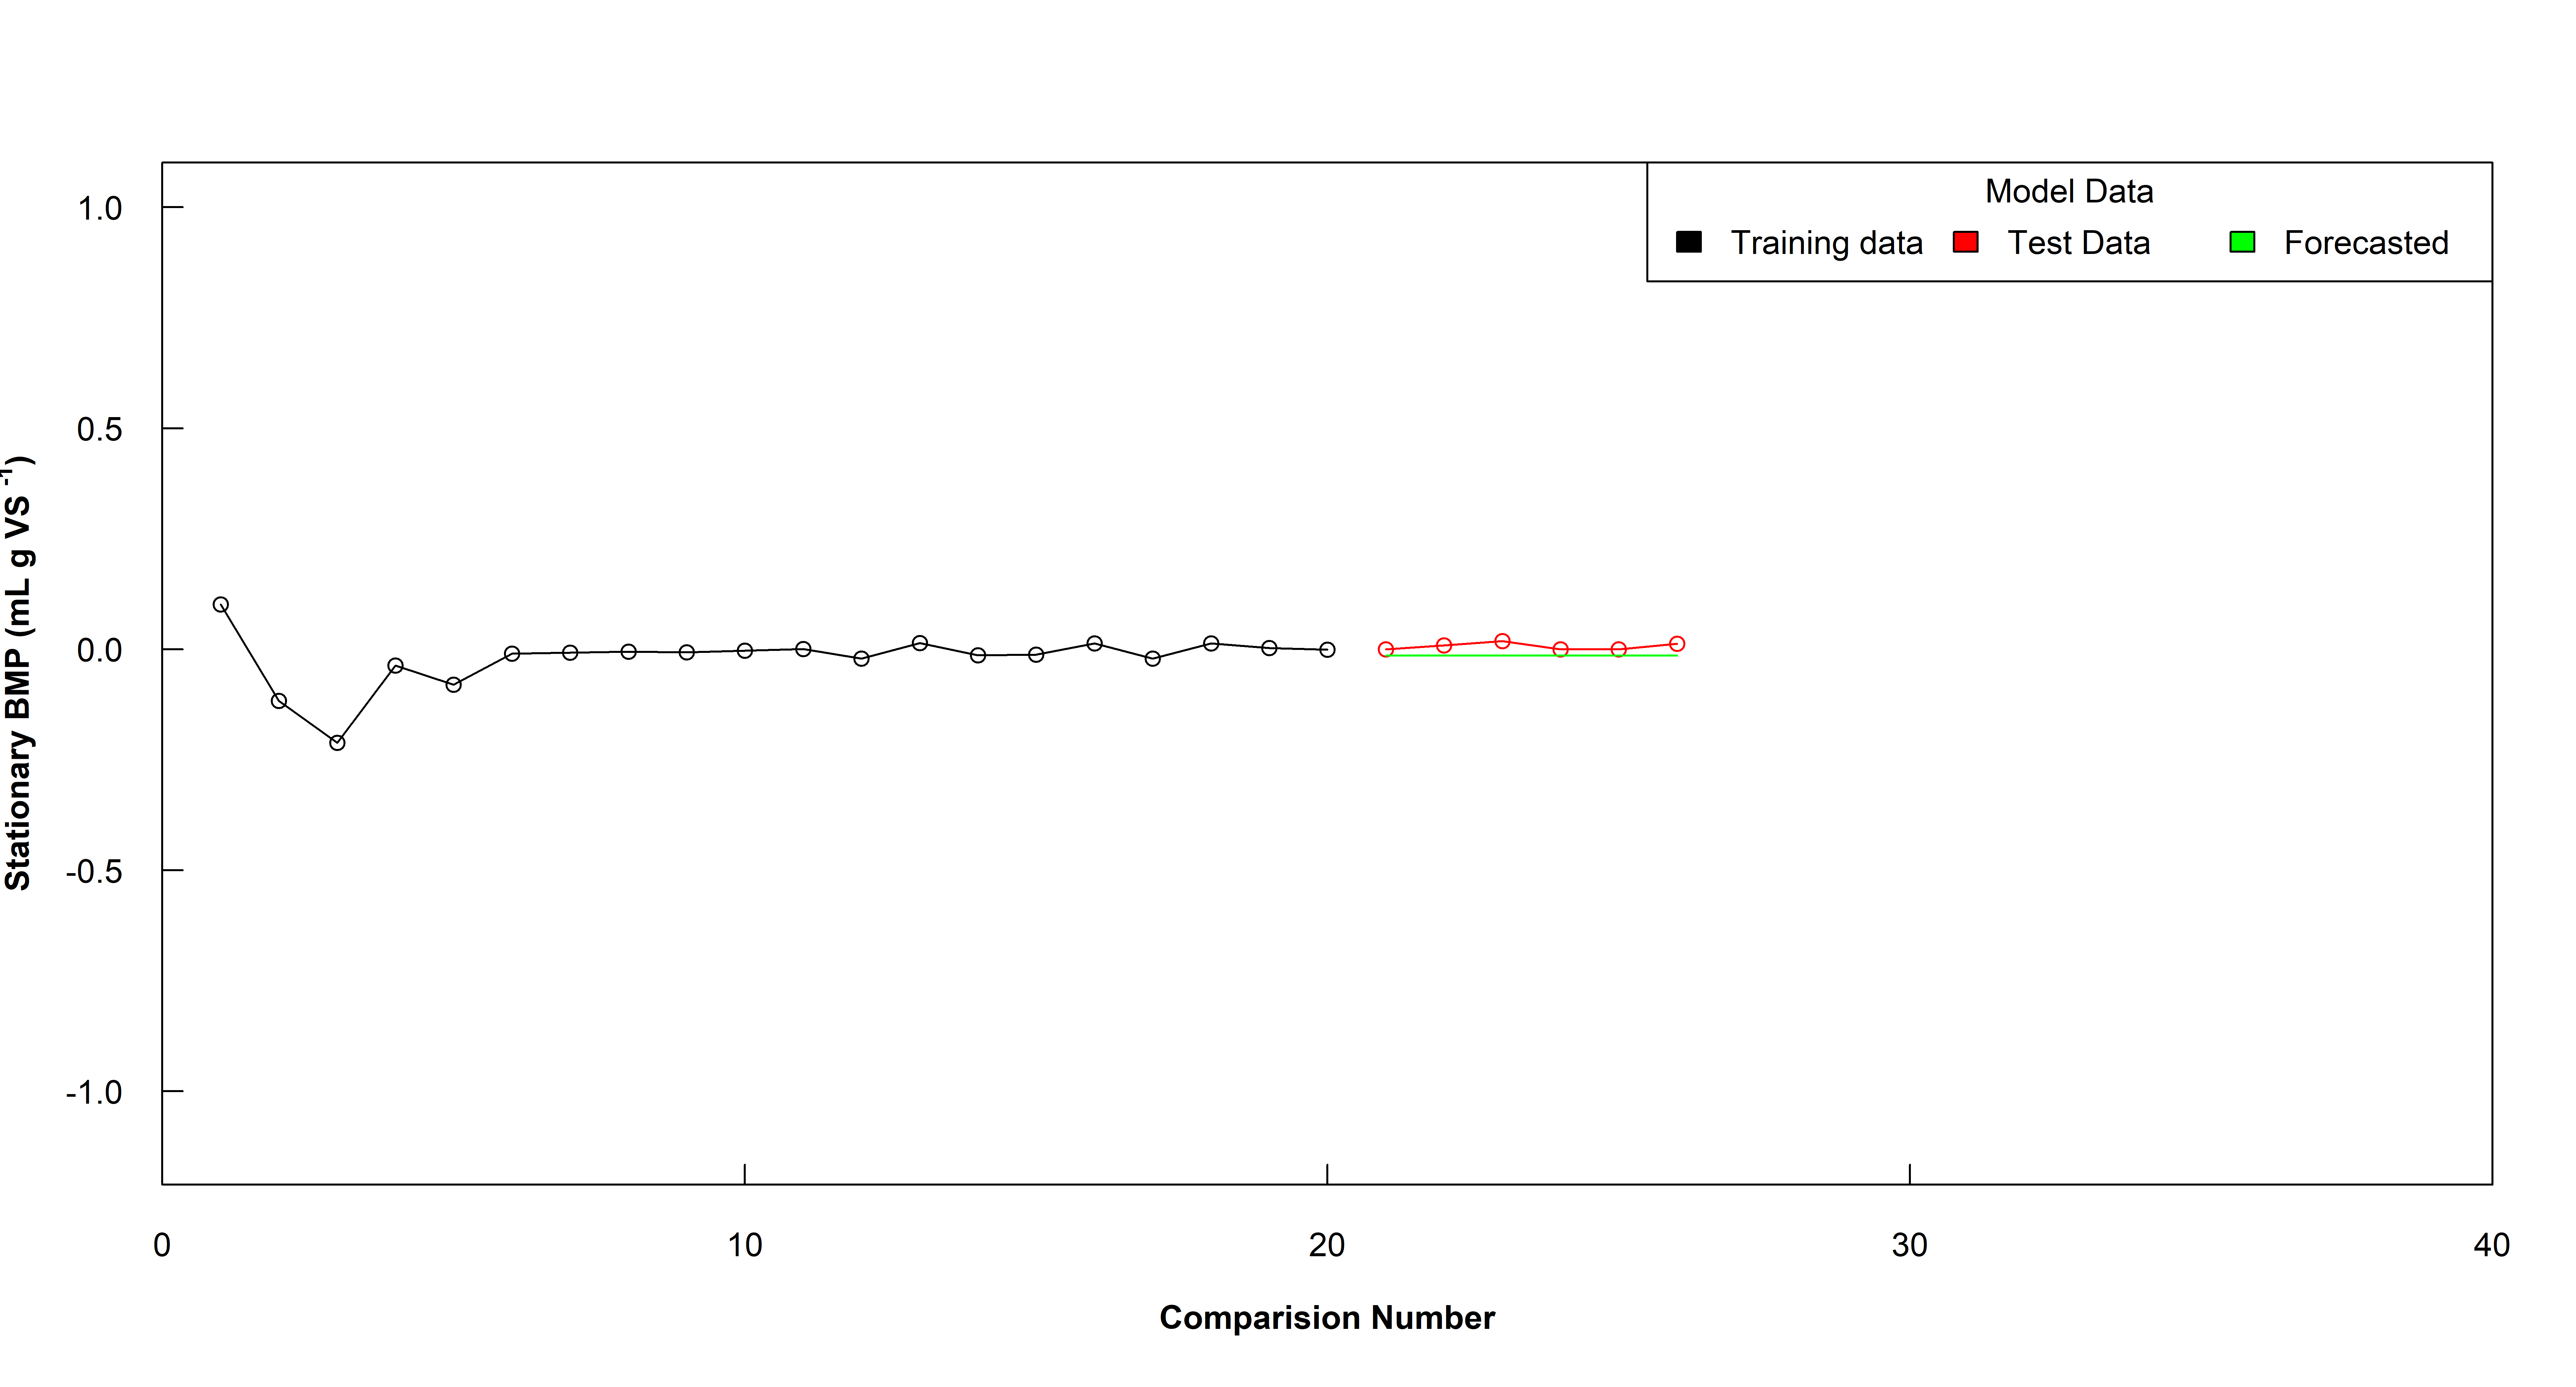 Model Data
Training data
Test Data
Forecasted
1.0
0.5
0.0
-0.5
-1.0
Stationary BMP (mL g VS -1)
0
10
20
30
40
Comparision Number